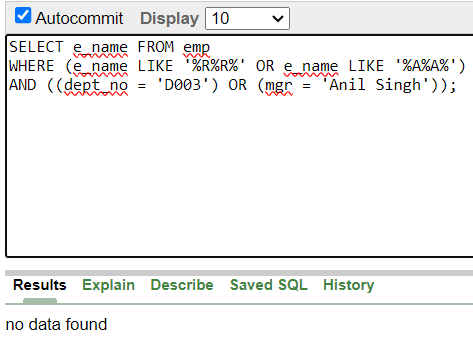 Autocommit Display 10
SELECT e_name FROM emp
WHERE (e_name LIKE '%R%R%' OR e_name LIKE '%A%A%')
AND ((dept_no = 'D003') OR (mgr = 'Anil Singh'));
Results Explain Describe Saved SQL History
no data found